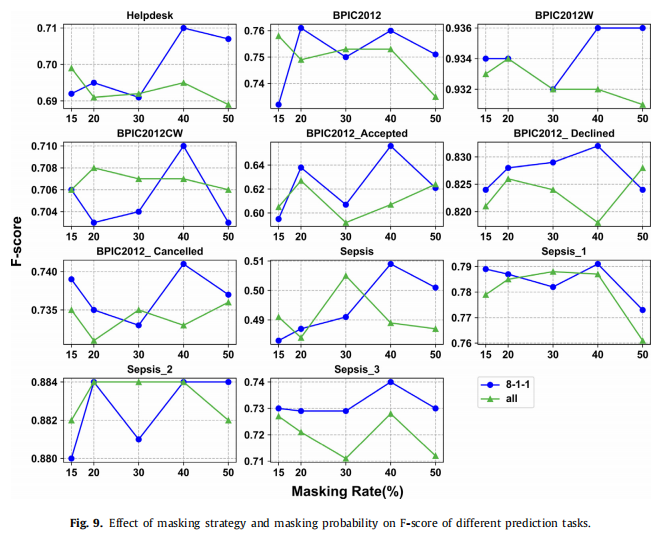 Helpdesk BPIC2012 BPIC2012W
0.71 0.76 0.936
0.70 0.75 0.934
0.69 0.74 0.932
15 20 30 40 50 15 20 30 40 50 15 20 30 40 50
BPIC2012CW BPIC2012_Accepted BPIC2012_ Declined
0.710 0.64 0.830
0.708 0.62 0.825
0.706 0.60 0.820
0.704
15 20 30 40 50 15 20 30 40 50 15 20 30 40 50
F-score
BPIC2012_ Cancelled Sepsis Sepsis_1
0.740 0.51 0.79
0.735 0.50 0.78
0.49 0.77
0.76
15 20 30 40 50 15 20 30 40 50 15 20 30 40 50
Sepsis_2 Sepsis_3
0.884 0.74
0.882 0.73
0.880 0.72
0.71
15 20 30 40 50 15 20 30 40 50
8-1-1
all
Masking Rate(%)
Fig. 9. Effect of masking strategy and masking probability on F-score of different prediction tasks.